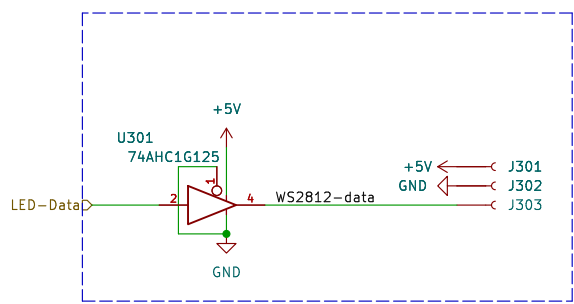 +5V
U301
74AHC1G125
1
+5V
J301
GND
J302
LED-Data
2
4
WS2812-data
J303
GND